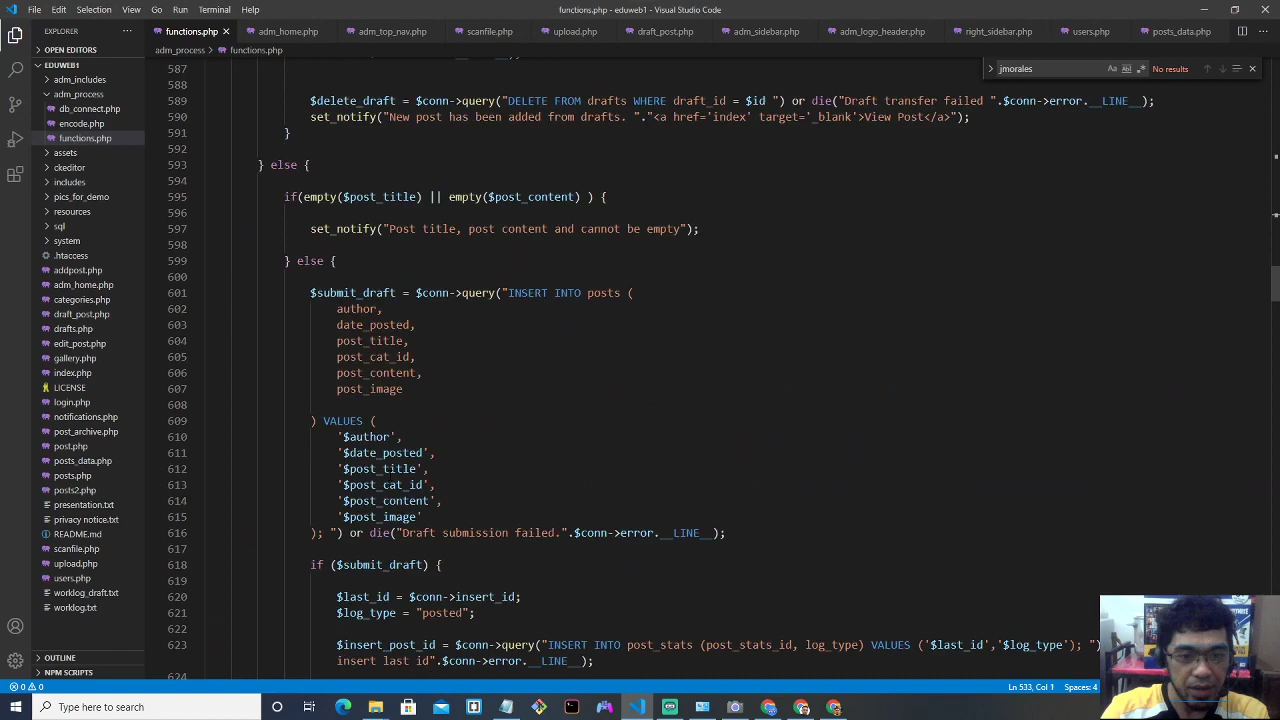 File Edit Selection View Go Run Terminal Help
functions.php - eduweb1 - Visual Studio Code
EXPLORER
OPEN EDITORS
EDUWEB1
adm_includes
adm_process
db_connect.php
encode.php
functions.php
assets
ckeditor
includes
pics_for_demo
resources
sql
system
.htaccess
addpost.php
adm_home.php
categories.php
draft_post.php
drafts.php
edit_post.php
gallery.php
index.php
LICENSE
login.php
notifications.php
post_archive.php
post.php
posts_data.php
posts.php
posts2.php
presentation.txt
privacy notice.txt
README.md
scanfile.php
upload.php
users.php
worklog_draft.txt
worklog.txt
OUTLINE
NPM SCRIPTS
functions.php adm_home.php adm_top_nav.php scanfile.php upload.php draft_post.php adm_sidebar.php adm_logo_header.php right_sidebar.php users.php posts_data.php
adm_process > functions.php
jmorales Aa Abl No results
587
588
589 $delete_draft = $conn->query("DELETE FROM drafts WHERE draft_id = $id ") or die("Draft transfer failed ".$conn->error.__LINE__);
590 set_notify("New post has been added from drafts. "."<a href='index' target='_blank'>View Post</a>");
591 }
592
593 } else {
594
595 if(empty($post_title) || empty($post_content) ) {
596
597 set_notify("Post title, post content and cannot be empty");
598
599 } else {
600
601 $submit_draft = $conn->query("INSERT INTO posts (
602 author,
603 date_posted,
604 post_title,
605 post_cat_id,
606 post_content,
607 post_image
608
609 ) VALUES (
610 '$author',
611 '$date_posted',
612 '$post_title',
613 '$post_cat_id',
614 '$post_content',
615 '$post_image'
616 ); ") or die("Draft submission failed.".$conn->error.__LINE__);
617
618 if ($submit_draft) {
619
620 $last_id = $conn->insert_id;
621 $log_type = "posted";
622
623 $insert_post_id = $conn->query("INSERT INTO post_stats (post_stats_id, log_type) VALUES ('$last_id','$log_type'); ")
insert last id".$conn->error.__LINE__);
624
0 0 Ln 533, Col 1 Spaces: 4
Type here to search